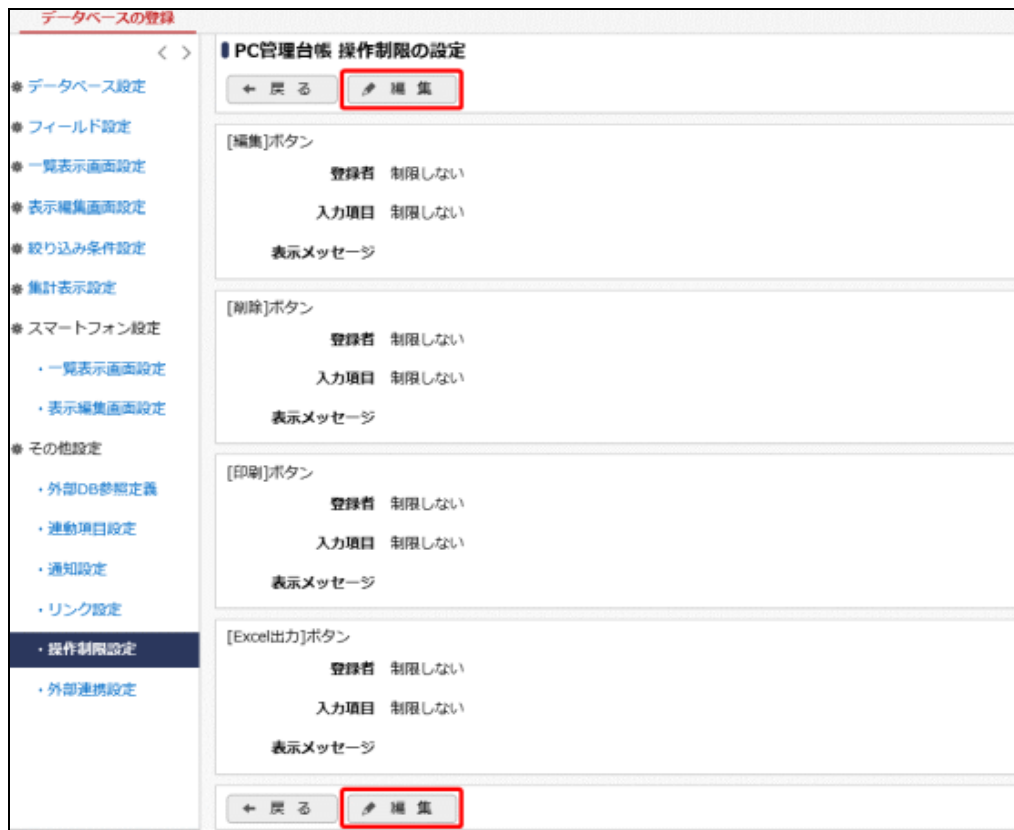 データベースの登録
< >
データベース設定
フィールド設定
一覧表示画面設定
表示編集画面設定
絞り込み条件設定
集計表示設定
スマートフォン設定
・一覧表示画面設定
・表示編集画面設定
その他設定
・外部DB参照定義
・連動項目設定
・通知設定
・リンク設定
・操作制限設定
・外部連携設定
PC管理台帳 操作制限の設定
戻る 編集
[編集]ボタン
登録者 制限しない
入力項目 制限しない
表示メッセージ
[削除]ボタン
登録者 制限しない
入力項目 制限しない
表示メッセージ
[印刷]ボタン
登録者 制限しない
入力項目 制限しない
表示メッセージ
[Excel出力]ボタン
登録者 制限しない
入力項目 制限しない
表示メッセージ
戻る 編集